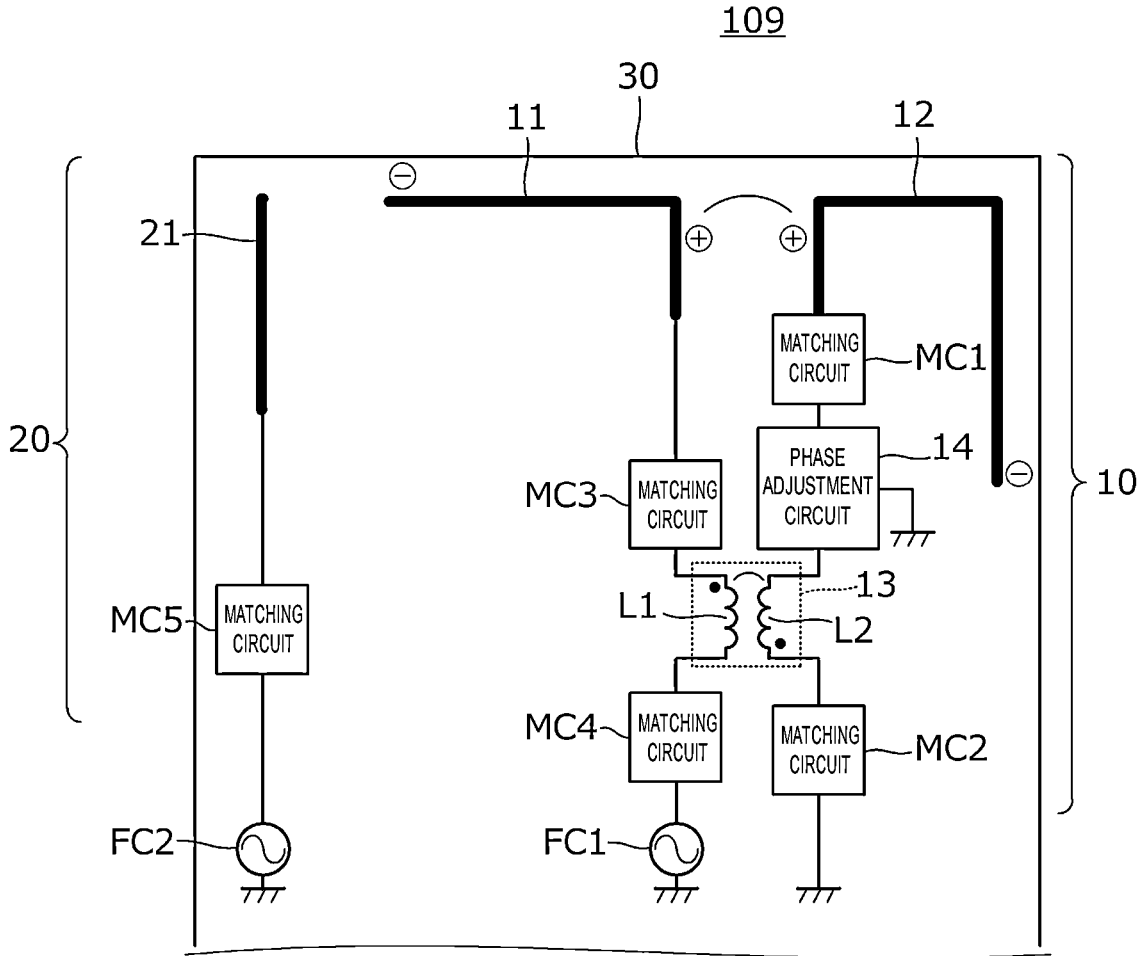 109
30
11
12
⊖
21
⊕
⊕
MATCHING
CIRCUIT
MC1
20
PHASE
ADJUSTMENT
CIRCUIT
14
⊖
10
MC3
MATCHING
CIRCUIT
13
L1
L2
MC5
MATCHING
CIRCUIT
MC4
MATCHING
CIRCUIT
MATCHING
CIRCUIT
MC2
FC2
FC1